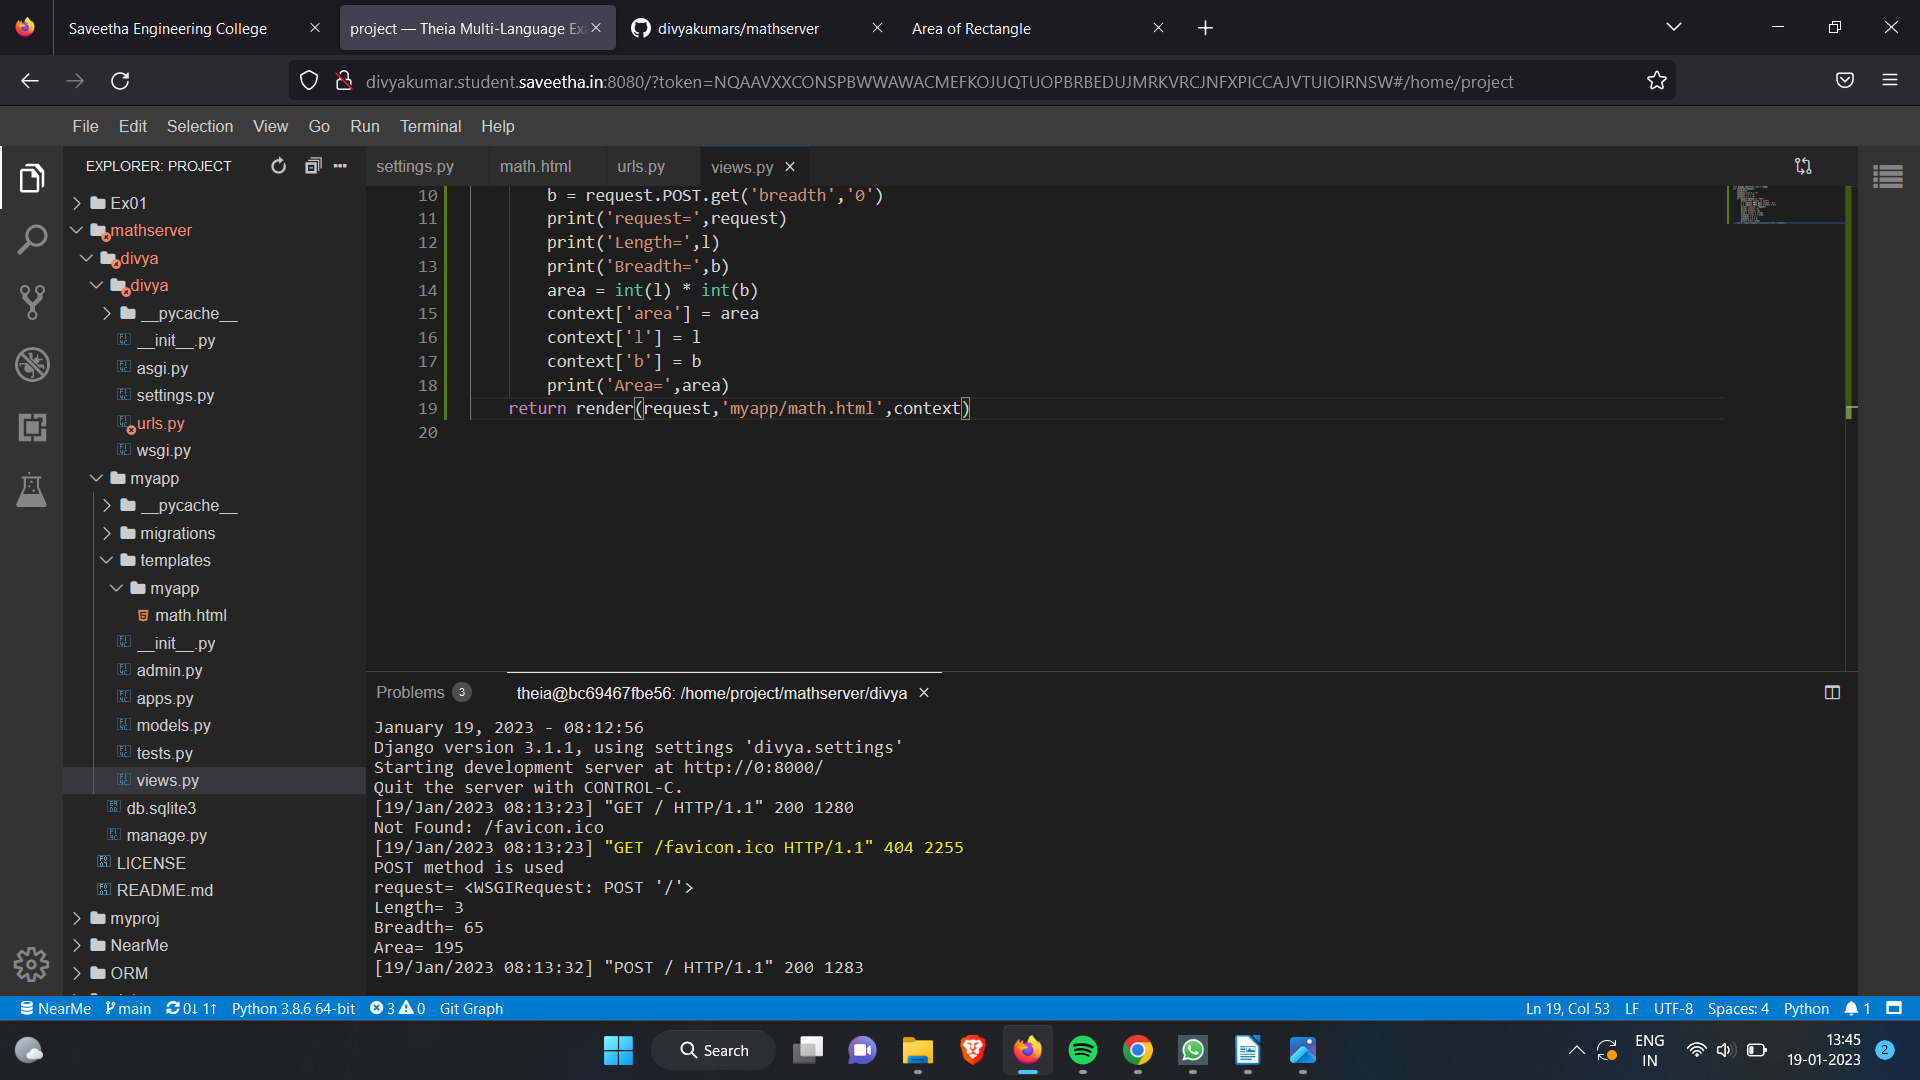 Saveetha Engineering College
project — Theia Multi-Language Exa
divyakumars/mathserver
Area of Rectangle
divyakumar.student.saveetha.in:8080/?token=NQAAVXXCONSPBWWAWACMEFKOJUQTUOPBRBEDUJMRKVRCJNFXPICCAJVTUIOIRNSW#/home/project
File Edit Selection View Go Run Terminal Help
EXPLORER: PROJECT
settings.py math.html urls.py views.py
Ex01
mathserver
divya
divya
__pycache__
__init__.py
asgi.py
settings.py
urls.py
wsgi.py
myapp
__pycache__
migrations
templates
myapp
math.html
__init__.py
admin.py
apps.py
models.py
tests.py
views.py
db.sqlite3
manage.py
LICENSE
README.md
myproj
NearMe
ORM
10 b = request.POST.get('breadth','0')
11 print('request=',request)
12 print('Length=',l)
13 print('Breadth=',b)
14 area = int(l) * int(b)
15 context['area'] = area
16 context['l'] = l
17 context['b'] = b
18 print('Area=',area)
19 return render(request,'myapp/math.html',context)
20
Problems 3 theia@bc69467fbe56: /home/project/mathserver/divya
January 19, 2023 - 08:12:56
Django version 3.1.1, using settings 'divya.settings'
Starting development server at http://0:8000/
Quit the server with CONTROL-C.
[19/Jan/2023 08:13:23] "GET / HTTP/1.1" 200 1280
Not Found: /favicon.ico
[19/Jan/2023 08:13:23] "GET /favicon.ico HTTP/1.1" 404 2255
POST method is used
request= <WSGIRequest: POST '/'>
Length= 3
Breadth= 65
Area= 195
[19/Jan/2023 08:13:32] "POST / HTTP/1.1" 200 1283
NearMe main 0↓ 1↑ Python 3.8.6 64-bit 3 0 Git Graph
Ln 19, Col 53 LF UTF-8 Spaces: 4 Python 1
Search
ENG
IN
13:45
19-01-2023
2